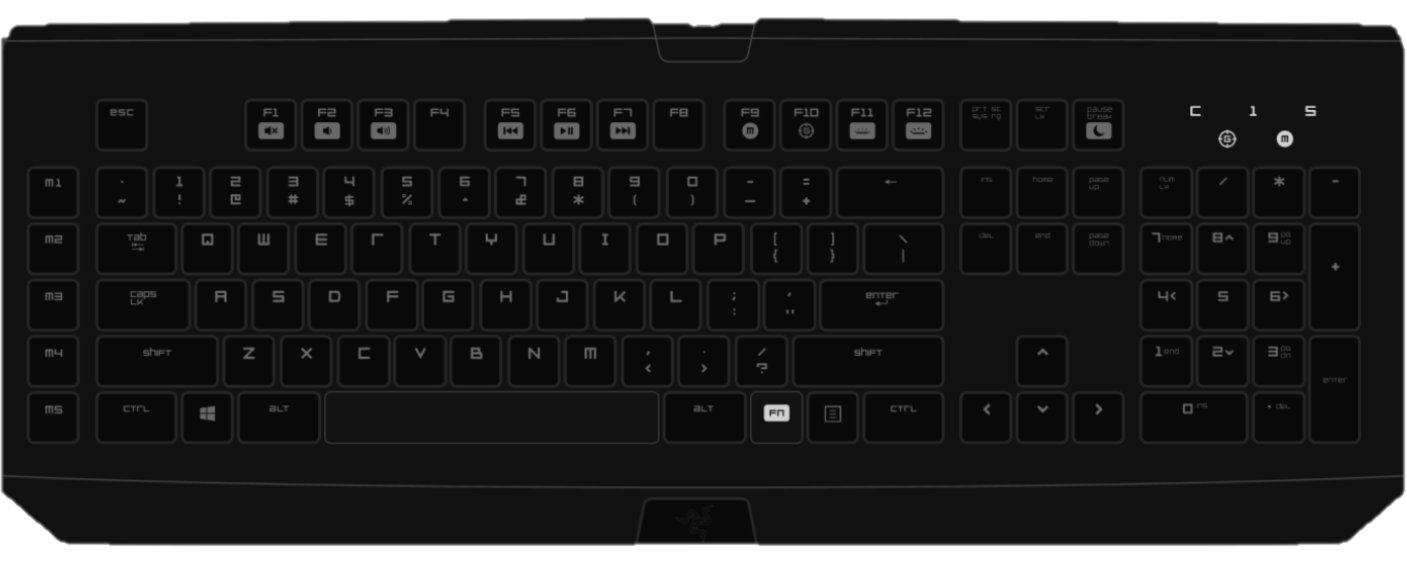 esc F1 F2 F3 F4 F5 F6 F7 F8 F9 F10 F11 F12 prt sc scr pause C 1 S
sys rq LK break
M G M
G
M1 ` 1 2 3 4 5 6 7 8 9 0 - = ← ins home page num / * -
~ ! @ # $ % ^ & * ( ) — + up LK
M2 Tab Q W E r T Y U I O P [ ] \ del end page 7 home 8 ^ 9 pg
{ } | down up
+
M3 caps A S D F G H J K L ; ' enter 4 < 5 6 >
LK : "
M4 shift Z X C V B N M , . / shift ^ 1 end 2 3 pg
< > ? dn
enter
M5 CTRL ALT ALT Fn CTRL < > 0 ins . del